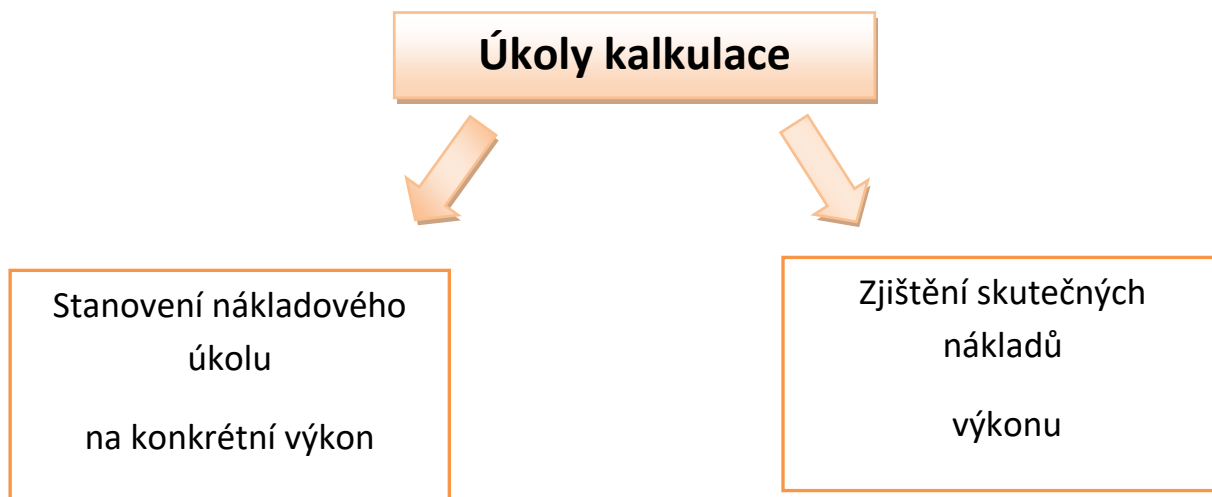 Úkoly kalkulace
Stanovení nákladového
úkolu
na konkrétní výkon
Zjištění skutečných
nákladů
výkonu